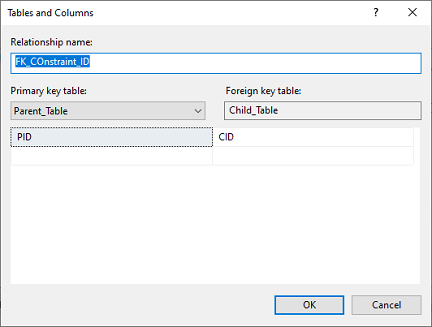 Tables and Columns ? ×
Relationship name:
FK_COnstraint_ID
Primary key table: Foreign key table:
Parent_Table Child_Table
PID CID
OK Cancel